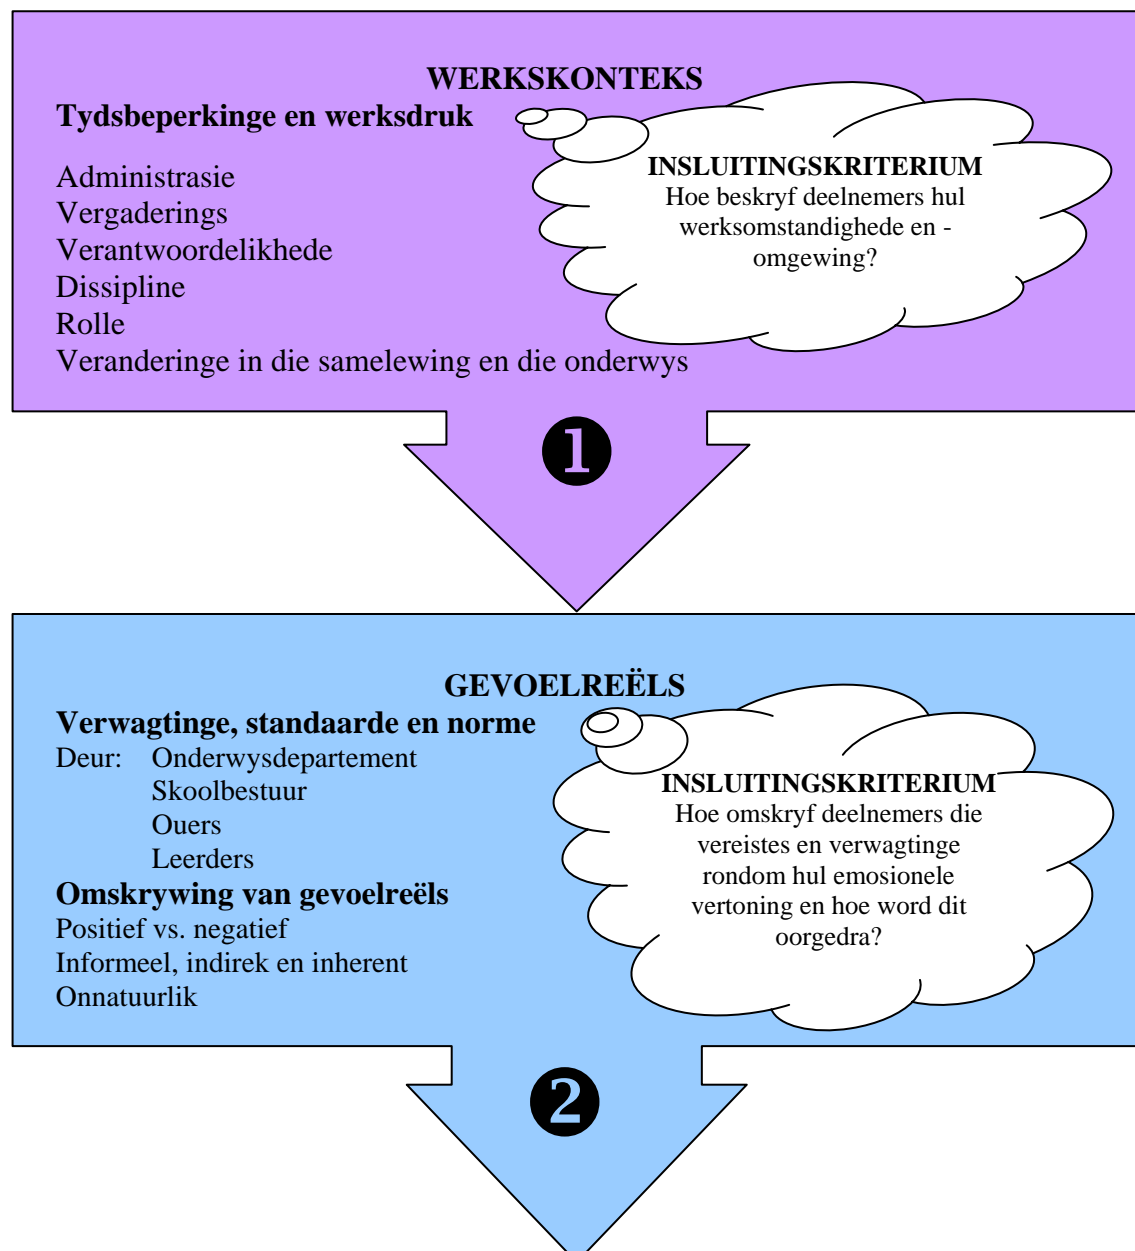 WERKSKONTEKS
Tydsbeperkinge en werksdruk
Administrasie
Vergaderings
Verantwoordelikhede
Dissipline
Rolle
Veranderinge in die samelewing en die onderwys
INSLUITINGSKRITERIUM
Hoe beskryf deelnemers hul
werksomstandighede en -
omgewing?
1
GEVOELREËLS
Verwagtinge, standaarde en norme
Deur: Onderwysdepartement
Skoolbestuur
Ouers
Leerders
Omskrywing van gevoelreëls
Positief vs. negatief
Informeel, indirek en inherent
Onnatuurlik
INSLUITINGSKRITERIUM
Hoe omskryf deelnemers die
vereistes en verwagtinge
rondom hul emosionele
vertoning en hoe word dit
oorgedra?
2